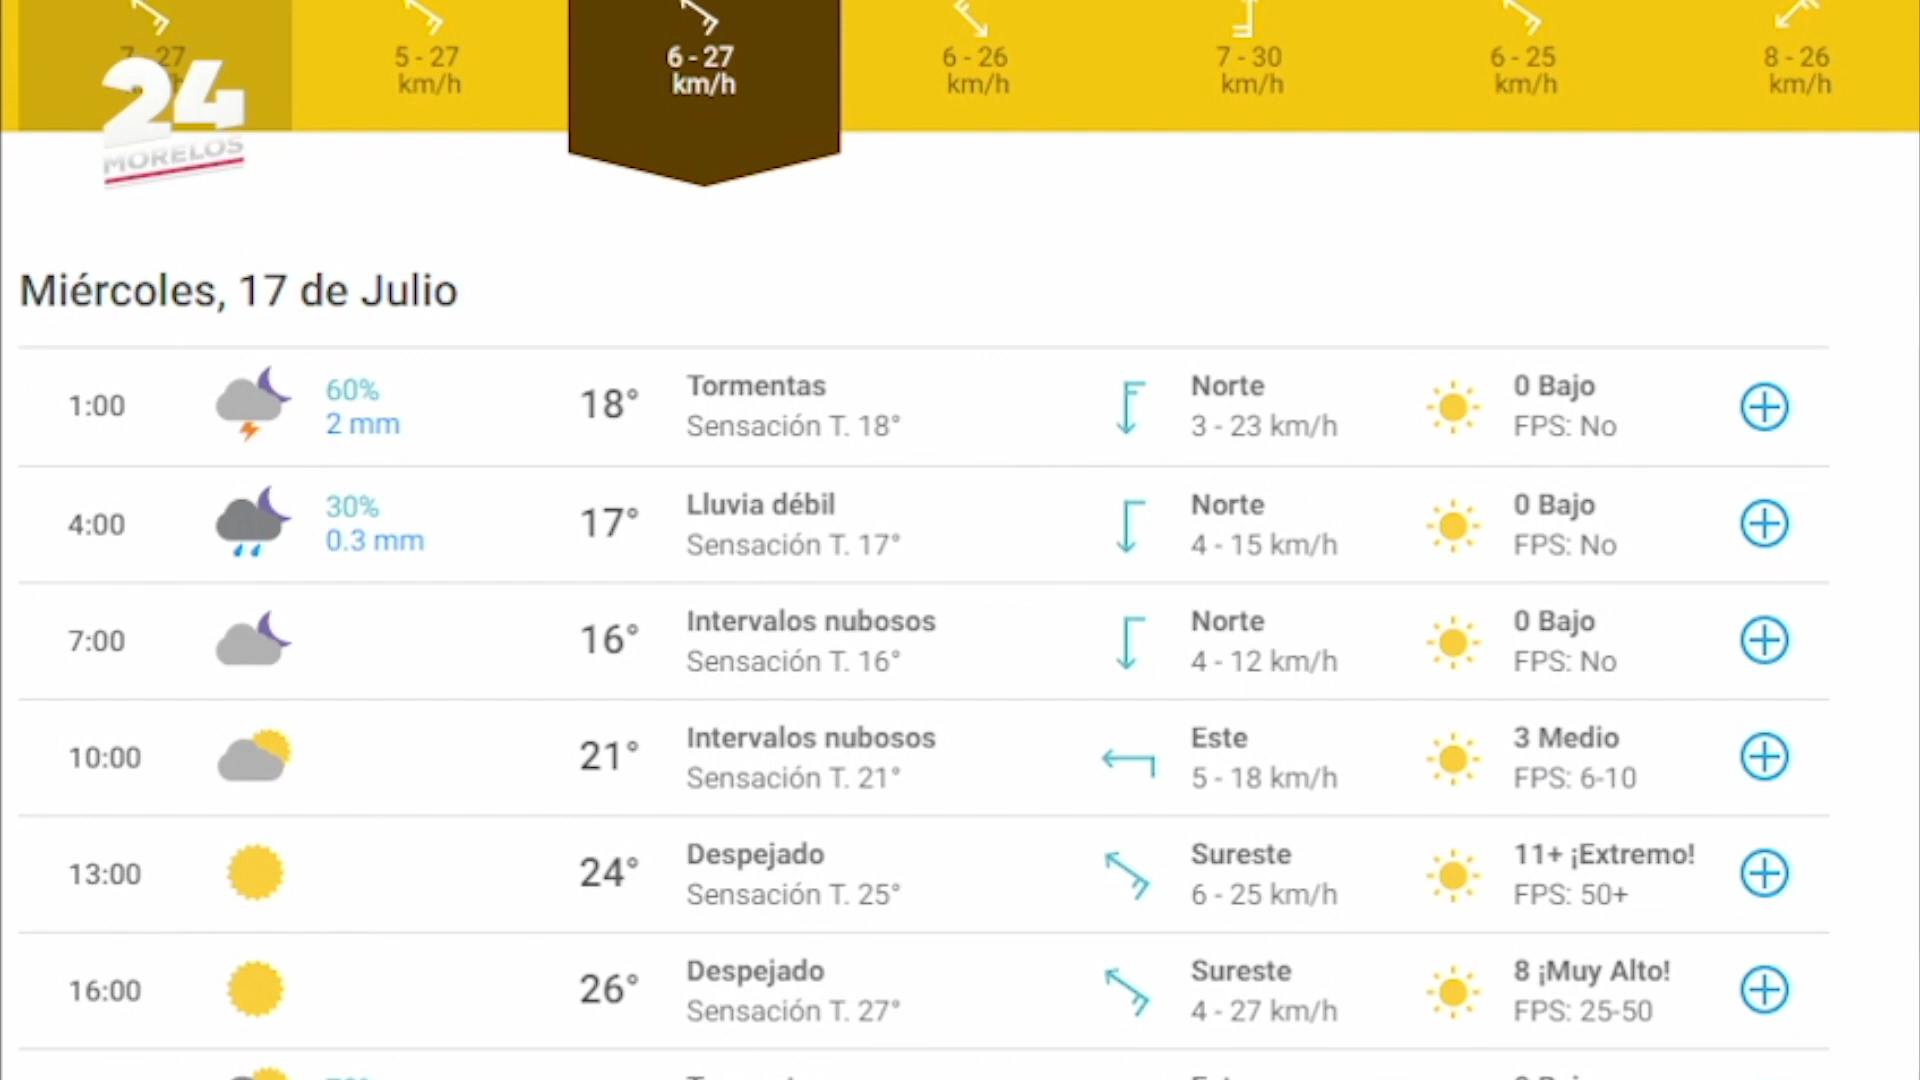 7 - 27
5 - 27
km/h
6 - 27
km/h
6 - 26
km/h
7 - 30
km/h
6 - 25
km/h
8 - 26
km/h
24
MORELOS
Miércoles, 17 de Julio
1:00
60%
2 mm
18°
Tormentas
Sensación T. 18°
Norte
3 - 23 km/h
0 Bajo
FPS: No
4:00
30%
0.3 mm
17°
Lluvia débil
Sensación T. 17°
Norte
4 - 15 km/h
0 Bajo
FPS: No
7:00
16°
Intervalos nubosos
Sensación T. 16°
Norte
4 - 12 km/h
0 Bajo
FPS: No
10:00
21°
Intervalos nubosos
Sensación T. 21°
Este
5 - 18 km/h
3 Medio
FPS: 6-10
13:00
24°
Despejado
Sensación T. 25°
Sureste
6 - 25 km/h
11+ ¡Extremo!
FPS: 50+
16:00
26°
Despejado
Sensación T. 27°
Sureste
4 - 27 km/h
8 ¡Muy Alto!
FPS: 25-50